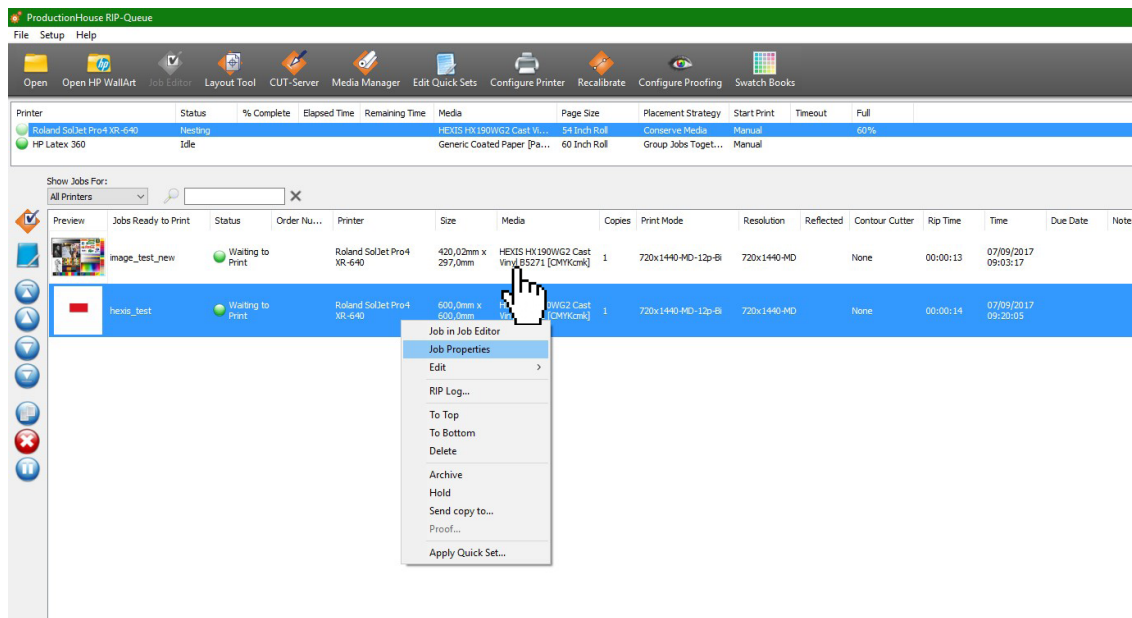 ProductionHouse RIP-Queue
File Setup Help
Open Open HP WallArt Job Editor Layout Tool CUT-Server Media Manager Edit Quick Sets Configure Printer Recalibrate Configure Proofing Swatch Books
Printer Status % Complete Elapsed Time Remaining Time Media Page Size Placement Strategy Start Print Timeout Full
Roland SolJet Pro4 XR-640 Nesting HEXIS HX190WG2 Cast Vi... 54 Inch Roll Conserve Media Manual 60%
HP Latex 360 Idle Generic Coated Paper [Pa... 60 Inch Roll Group Jobs Toget... Manual
Show Jobs For:
All Printers
Preview Jobs Ready to Print Status Order Nu... Printer Size Media Copies Print Mode Resolution Reflected Contour Cutter Rip Time Time Due Date Note
image_test_new Waiting to Print Roland SolJet Pro4 XR-640 420,02mm x 297,0mm HEXIS HX190WG2 Cast Vinyl B5271 [CMYKcmk] 1 720x1440-MD-12p-Bi 720x1440-MD None 00:00:13 07/09/2017 09:03:17
hexis_test Waiting to Print Roland SolJet Pro4 XR-640 600,0mm x 600,0mm 0WG2 Cast [CMYKcmk] 1 720x1440-MD-12p-Bi 720x1440-MD None 00:00:14 07/09/2017 09:20:05
Job in Job Editor
Job Properties
Edit
RIP Log...
To Top
To Bottom
Delete
Archive
Hold
Send copy to...
Proof...
Apply Quick Set...